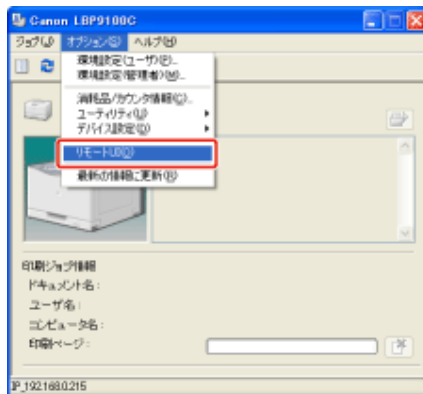 Canon LBP9100C
ジョブ(J) オプション(S) ヘルプ(H)
環境設定(ユーザ)(P)...
環境設定(管理者)(M)...
消耗品/カウンタ情報(C)...
ユーティリティ(U)
デバイス設定(D)
リモートUI(O)
最新の情報に更新(R)
印刷ジョブ情報
ドキュメント名:
ユーザ名:
コンピュータ名:
印刷ページ:
IP_192.168.0.215